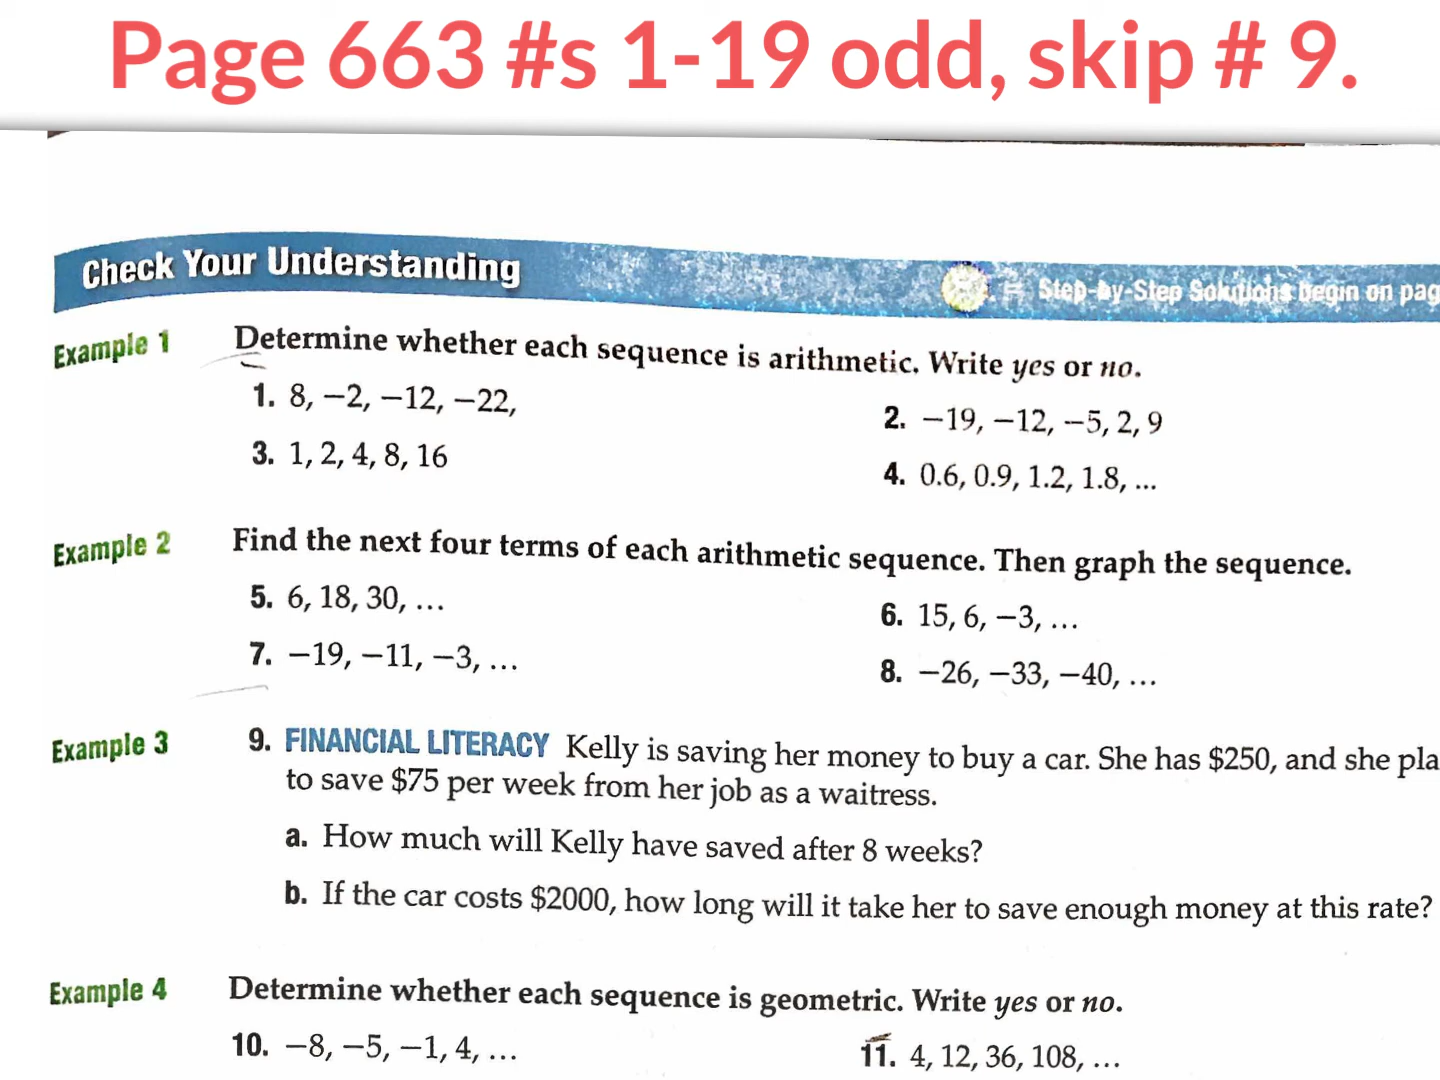 Page 663 #s 1-19 odd, skip # 9.
Check Your Understanding
Step-by-Step Solutions begin on pag
Example 1
Determine whether each sequence is arithmetic. Write yes or no.
1. 8, −2, −12, −22,
2. −19, −12, −5, 2, 9
3. 1, 2, 4, 8, 16
4. 0.6, 0.9, 1.2, 1.8, ...
Example 2
Find the next four terms of each arithmetic sequence. Then graph the sequence.
5. 6, 18, 30, ...
6. 15, 6, −3, ...
7. −19, −11, −3, ...
8. −26, −33, −40, ...
Example 3
9. FINANCIAL LITERACY Kelly is saving her money to buy a car. She has $250, and she pla
to save $75 per week from her job as a waitress.
a. How much will Kelly have saved after 8 weeks?
b. If the car costs $2000, how long will it take her to save enough money at this rate?
Example 4
Determine whether each sequence is geometric. Write yes or no.
10. −8, −5, −1, 4, ...
11. 4, 12, 36, 108, ...